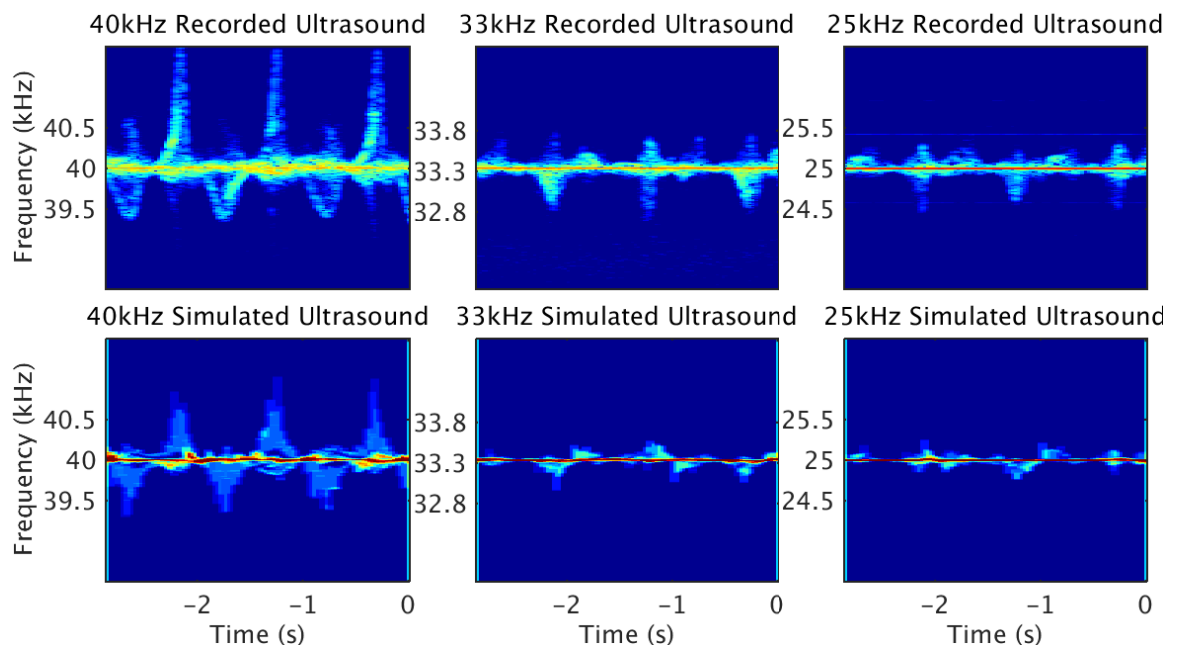 40kHz Recorded Ultrasound
33kHz Recorded Ultrasound
25kHz Recorded Ultrasound
Frequency (kHz)
40.5
40
39.5
33.8
33.3
32.8
25.5
25
24.5
40kHz Simulated Ultrasound
33kHz Simulated Ultrasound
25kHz Simulated Ultrasound
Frequency (kHz)
40.5
40
39.5
33.8
33.3
32.8
25.5
25
24.5
−2
−1
0
−2
−1
0
−2
−1
0
Time (s)
Time (s)
Time (s)